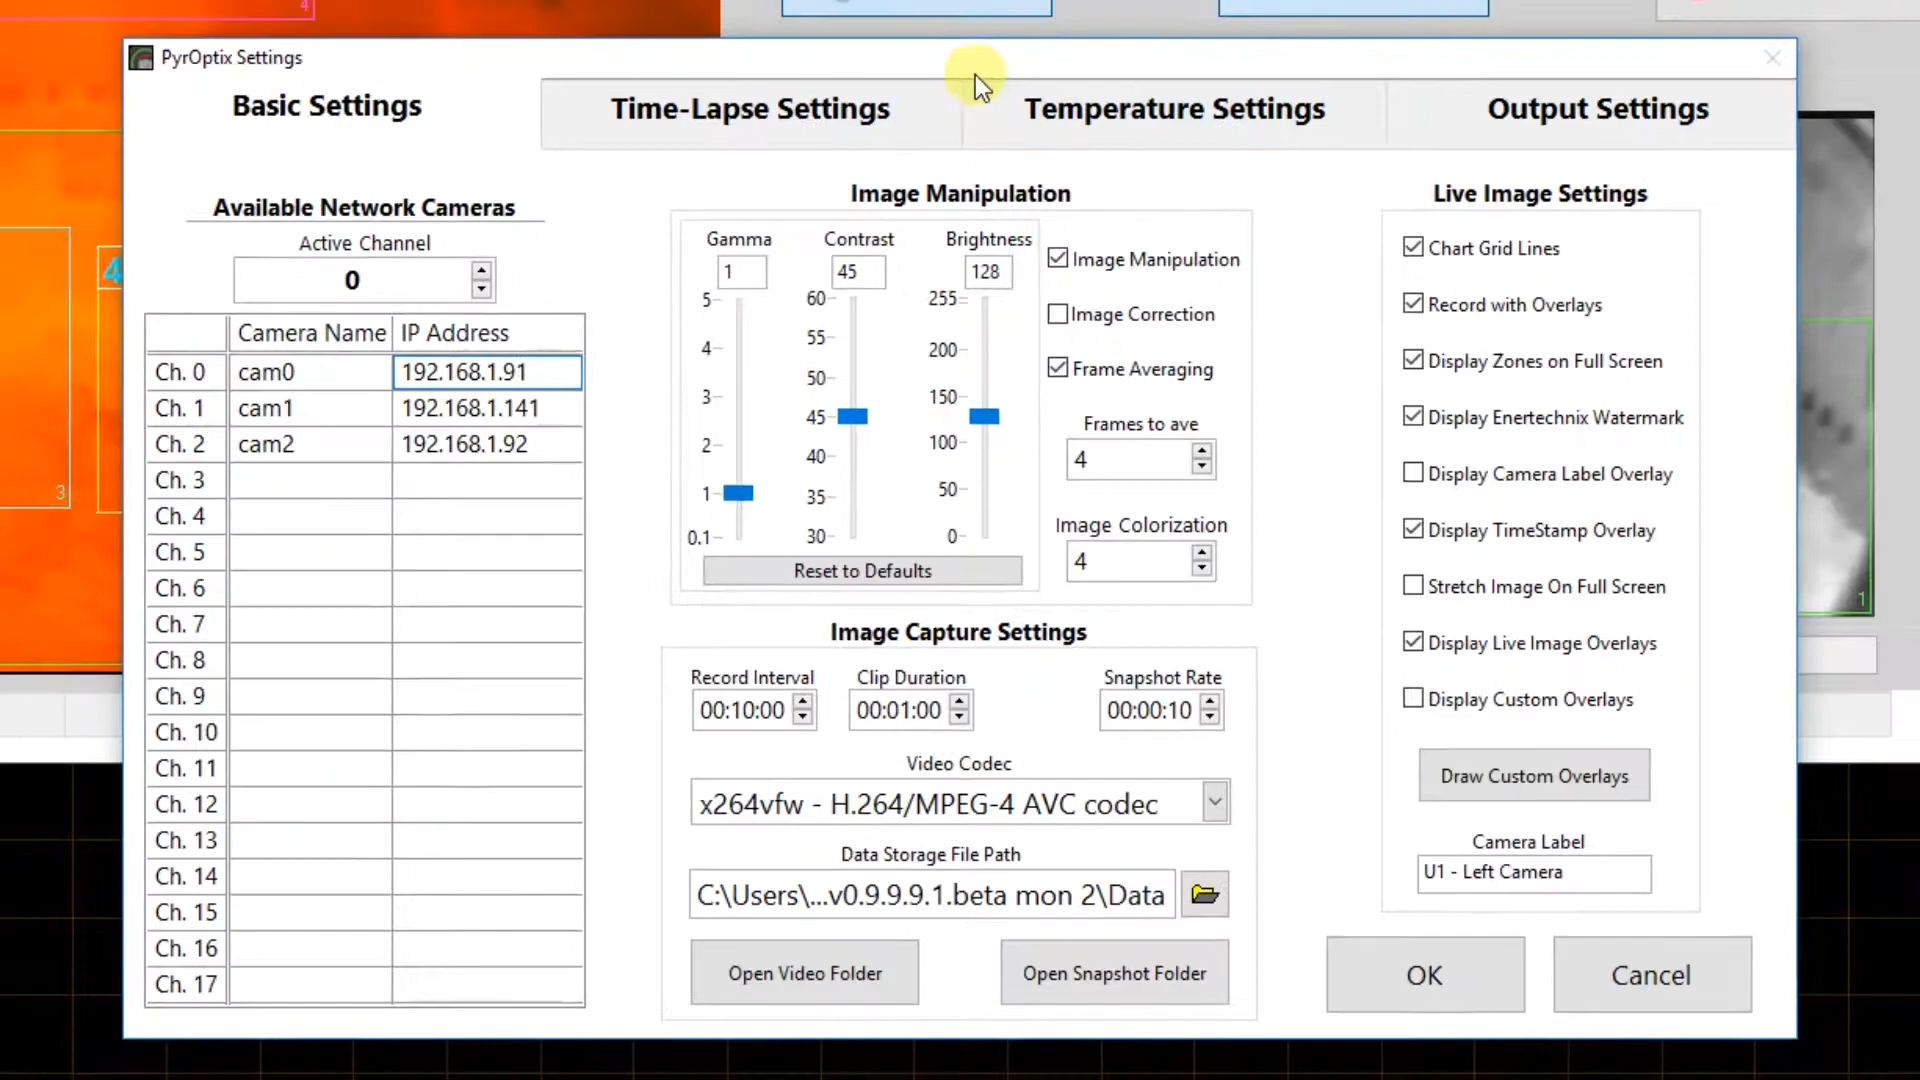 4
PyrOptix Settings
Basic Settings
Time-Lapse Settings
Temperature Settings
Output Settings
Available Network Cameras
Active Channel
0
Camera Name IP Address
Ch. 0 cam0 192.168.1.91
Ch. 1 cam1 192.168.1.141
Ch. 2 cam2 192.168.1.92
Ch. 3
Ch. 4
Ch. 5
Ch. 6
Ch. 7
Ch. 8
Ch. 9
Ch. 10
Ch. 11
Ch. 12
Ch. 13
Ch. 14
Ch. 15
Ch. 16
Ch. 17
Image Manipulation
Gamma Contrast Brightness
1 45 128
5 60 255
55
4 200
50
3 150
45
2 100
40
1 35 50
0.1 30 0
Reset to Defaults
Image Manipulation
Image Correction
Frame Averaging
Frames to ave
4
Image Colorization
4
Image Capture Settings
Record Interval Clip Duration Snapshot Rate
00:10:00 00:01:00 00:00:10
Video Codec
x264vfw - H.264/MPEG-4 AVC codec
Data Storage File Path
C:\Users\...v0.9.9.9.1.beta mon 2\Data
Open Video Folder Open Snapshot Folder
Live Image Settings
Chart Grid Lines
Record with Overlays
Display Zones on Full Screen
Display Enertechnix Watermark
Display Camera Label Overlay
Display TimeStamp Overlay
Stretch Image On Full Screen
Display Live Image Overlays
Display Custom Overlays
Draw Custom Overlays
Camera Label
U1 - Left Camera
OK Cancel
4
3
1